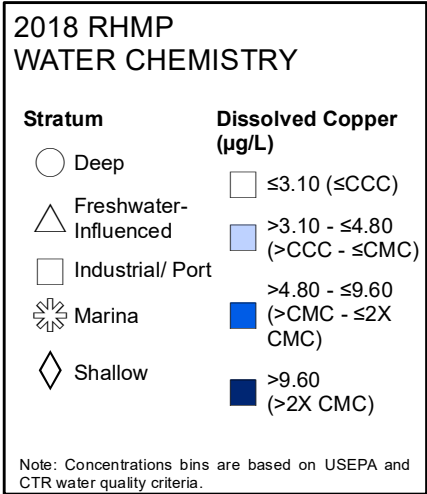 2018 RHMP
WATER CHEMISTRY
Stratum
Deep
Freshwater-
Influenced
Industrial/ Port
Marina
Shallow
Dissolved Copper
(µg/L)
≤3.10 (≤CCC)
>3.10 - ≤4.80
(>CCC - ≤CMC)
>4.80 - ≤9.60
(>CMC - ≤2X
CMC)
>9.60
(>2X CMC)
Note: Concentrations bins are based on USEPA and
CTR water quality criteria.